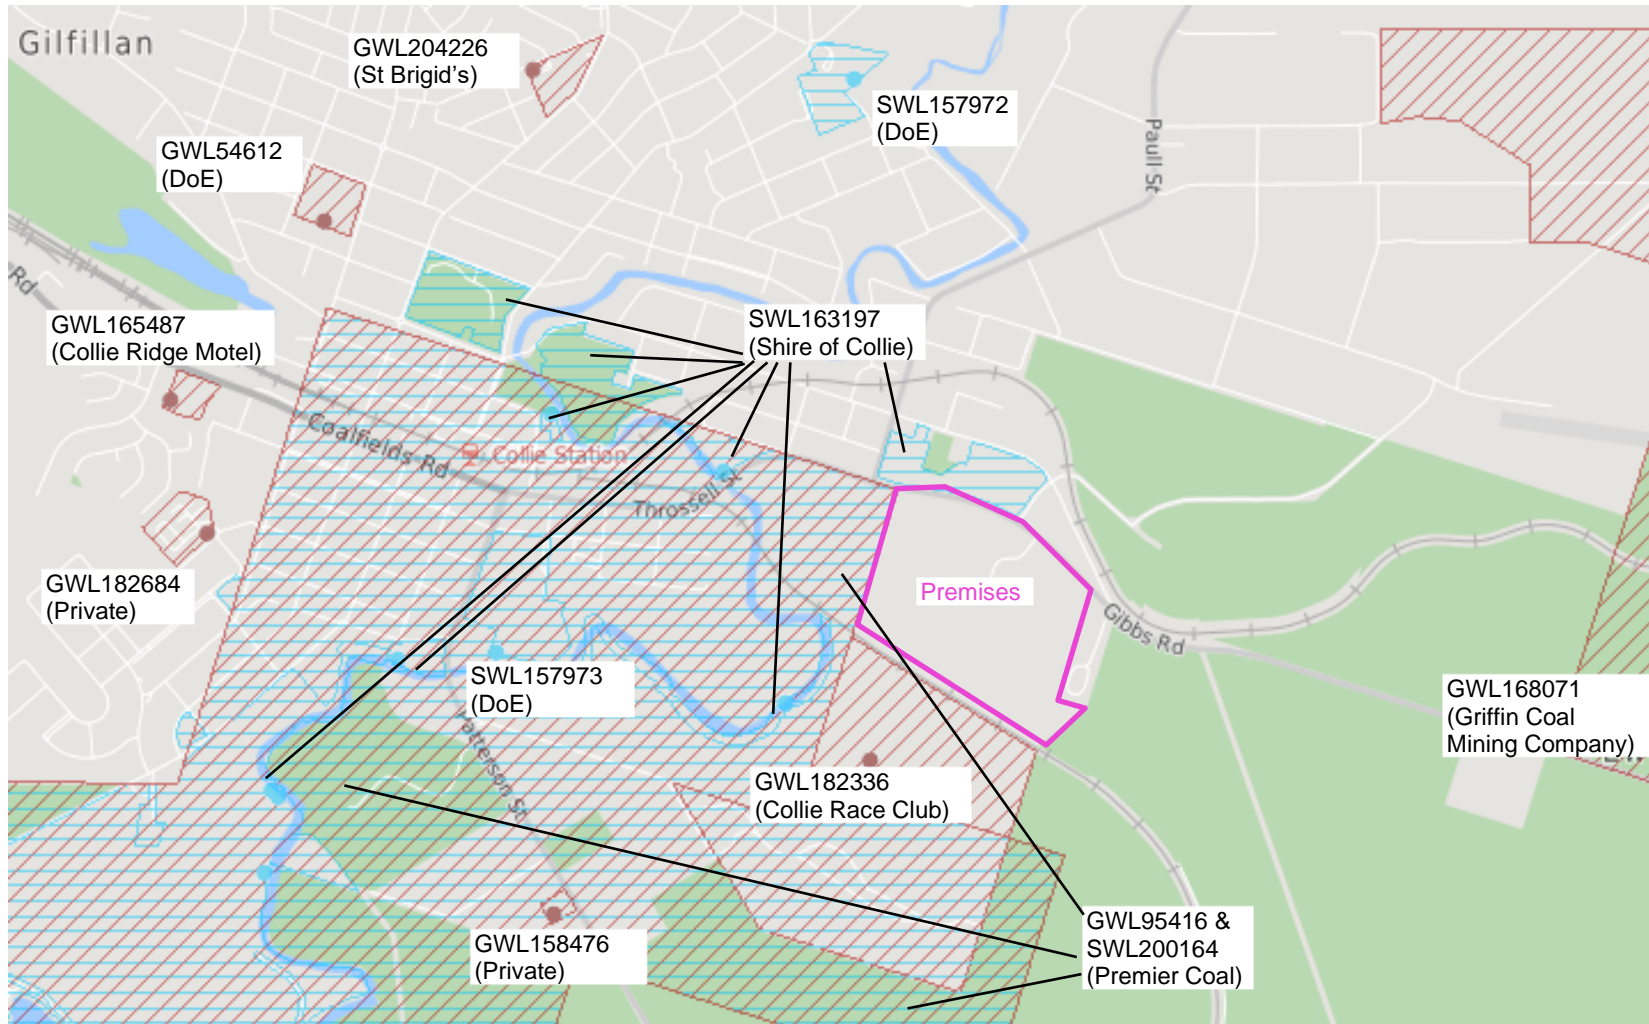 Gilfillan
GWL204226
(St Brigid's)
SWL157972
(DoE)
Paull St
GWL54612
(DoE)
Rd
GWL165487
(Collie Ridge Motel)
SWL163197
(Shire of Collie)
Coalfields Rd
Collie Station
Throssell St
GWL182684
(Private)
Premises
Gibbs Rd
SWL157973
(DoE)
Patterson St
GWL168071
(Griffin Coal
Mining Company)
GWL182336
(Collie Race Club)
GWL158476
(Private)
GWL95416 &
SWL200164
(Premier Coal)